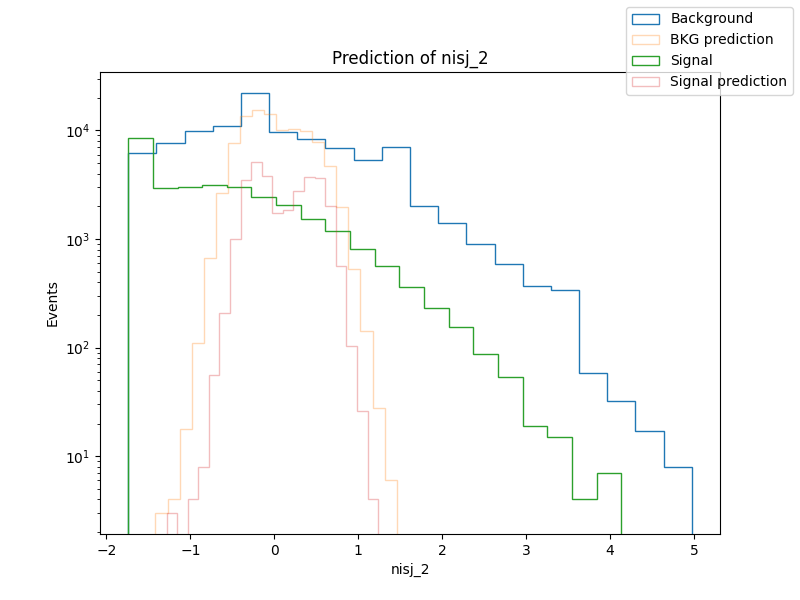 Prediction of nisj_2
Background
BKG prediction
Signal
Signal prediction
Events
10^4
10^3
10^2
10^1
−2 −1 0 1 2 3 4 5
nisj_2